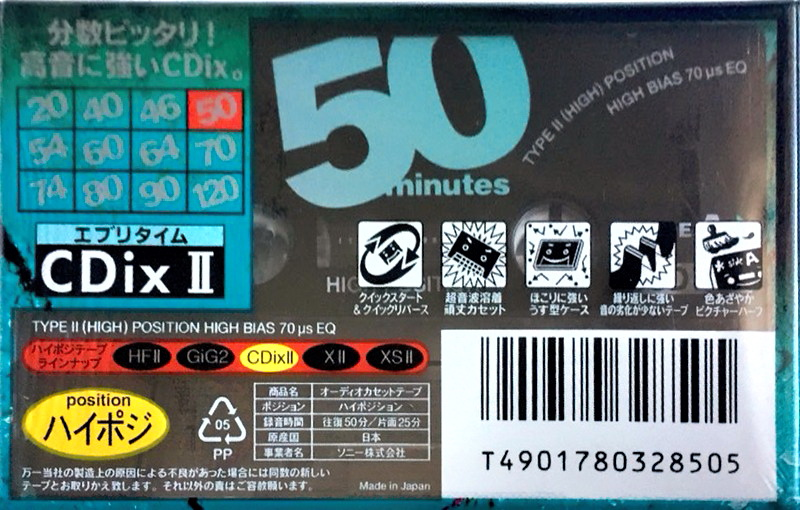 分数ピッタリ!
高音に強いCDix。
20 40 46 50
54 60 64 70
74 80 90 120
50
minutes
TYPE II (HIGH) POSITION
HIGH BIAS 70 µs EQ
エブリタイム
CDix II
クイックスタート
&クイックリバース
超音波溶着
頑丈カセット
ほこりに強い
うす型ケース
繰り返しに強い
音の劣化が少ないテープ
色あざやか
ピクチャーハーフ
TYPE II (HIGH) POSITION HIGH BIAS 70 µs EQ
ハイポジテープ
ラインナップ
HF II GiG2 CDix II X II XS II
position
ハイポジ
05
PP
商品名 オーディオカセットテープ
ポジション ハイポジション
録音時間 往復50分/片面25分
原産国 日本
事業者名 ソニー株式会社
万一当社の製造上の原因による不良があった場合には同数の新しい
テープとお取りかえ致します。それ以外の責はご容赦願います。
Made in Japan
T4901780328505